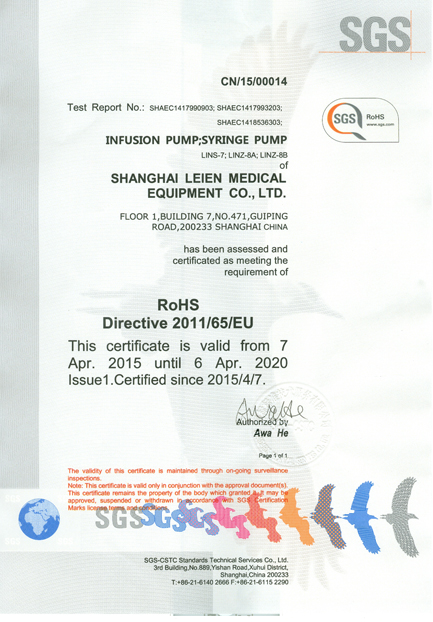 SGS
CN/15/00014
Test Report No.: SHAEC1417990903; SHAEC1417993203;
SHAEC1418536303;
SGS
RoHS
www.sgs.com
INFUSION PUMP;SYRINGE PUMP
LINS-7; LINZ-8A; LINZ-8B
of
SHANGHAI LEIEN MEDICAL
EQUIPMENT CO., LTD.
FLOOR 1,BUILDING 7,NO.471,GUIPING
ROAD,200233 SHANGHAI CHINA
has been assessed and
certificated as meeting the
requirement of
RoHS
Directive 2011/65/EU
This certificate is valid from 7
Apr. 2015 until 6 Apr. 2020
Issue1.Certified since 2015/4/7.
Authorized by
Awa He
Page 1 of 1
The validity of this certificate is maintained through on-going surveillance
inspections.
Note: This certificate is valid only in conjunction with the approval document(s).
This certificate remains the property of the body which granted it. It may be
approved, suspended or withdrawn in accordance with SGS Certification
Marks license terms and conditions.
SGS SGS
SGS-CSTC Standards Technical Services Co., Ltd.
3rd Building,No.889,Yishan Road,Xuhui District,
Shanghai,China 200233
T:+86-21-6140 2666 F:+86-21-6115 2290